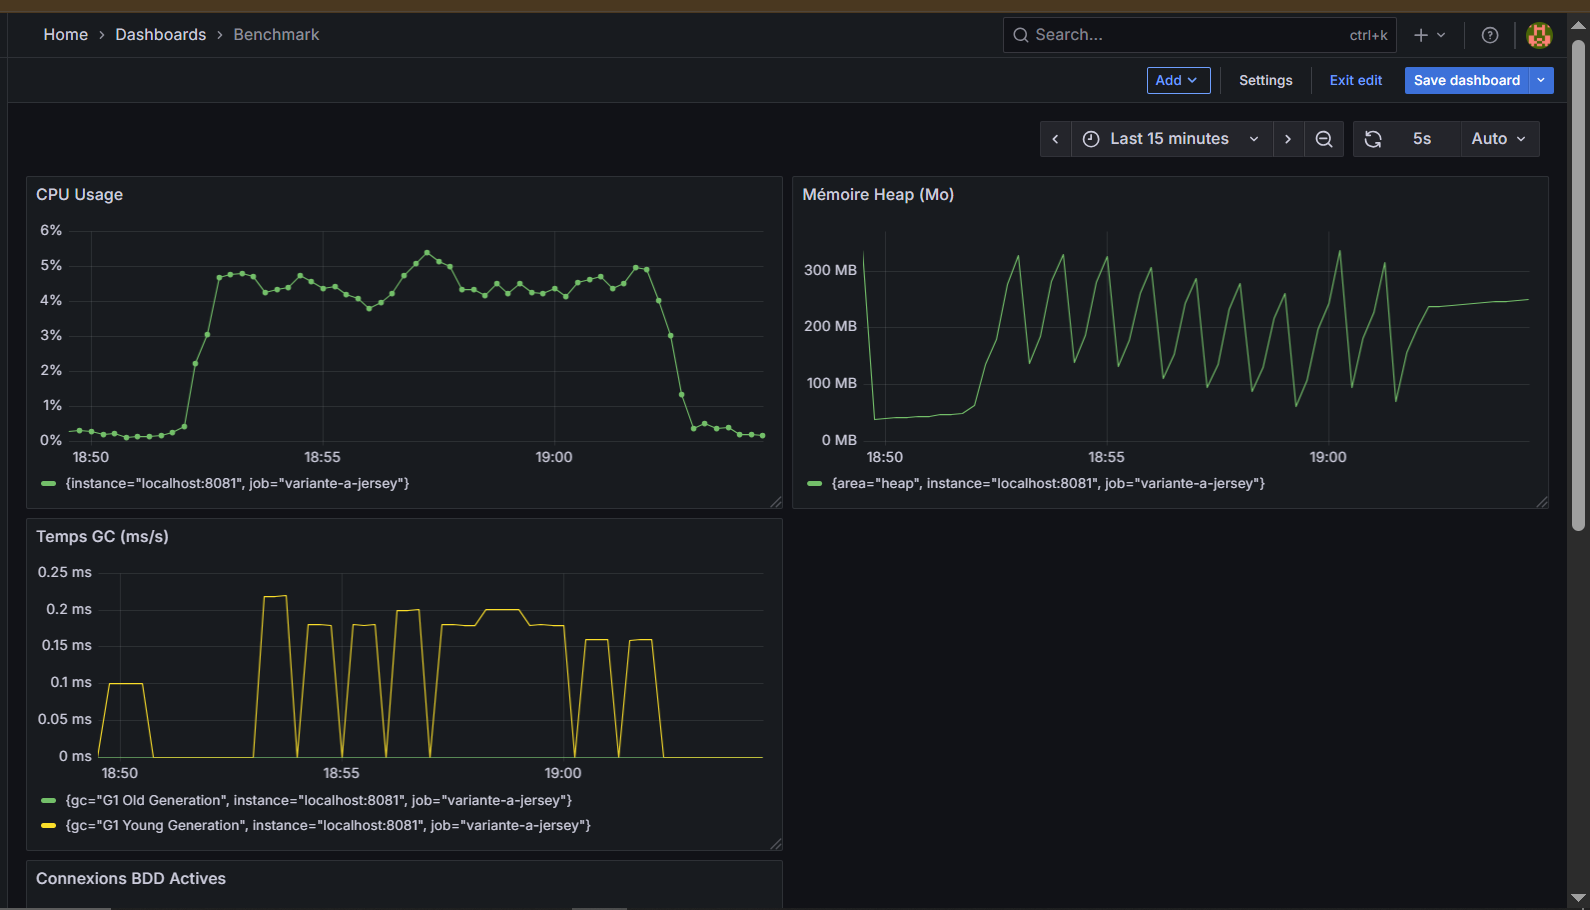 Home › Dashboards › Benchmark
Search... ctrl+k
Add Settings Exit edit Save dashboard
Last 15 minutes 5s Auto
CPU Usage
6%
5%
4%
3%
2%
1%
0%
18:50 18:55 19:00
{instance="localhost:8081", job="variante-a-jersey"}
Mémoire Heap (Mo)
300 MB
200 MB
100 MB
0 MB
18:50 18:55 19:00
{area="heap", instance="localhost:8081", job="variante-a-jersey"}
Temps GC (ms/s)
0.25 ms
0.2 ms
0.15 ms
0.1 ms
0.05 ms
0 ms
18:50 18:55 19:00
{gc="G1 Old Generation", instance="localhost:8081", job="variante-a-jersey"}
{gc="G1 Young Generation", instance="localhost:8081", job="variante-a-jersey"}
Connexions BDD Actives